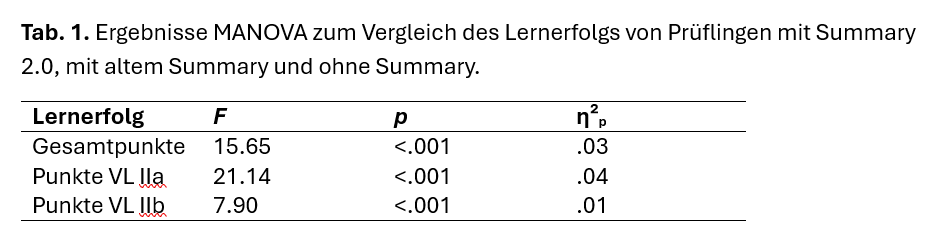 Tab. 1. Ergebnisse MANOVA zum Vergleich des Lernerfolgs von Prüflingen mit Summary
2.0, mit altem Summary und ohne Summary.
Lernerfolg F p η²ₚ
Gesamtpunkte 15.65 <.001 .03
Punkte VL IIa 21.14 <.001 .04
Punkte VL IIb 7.90 <.001 .01